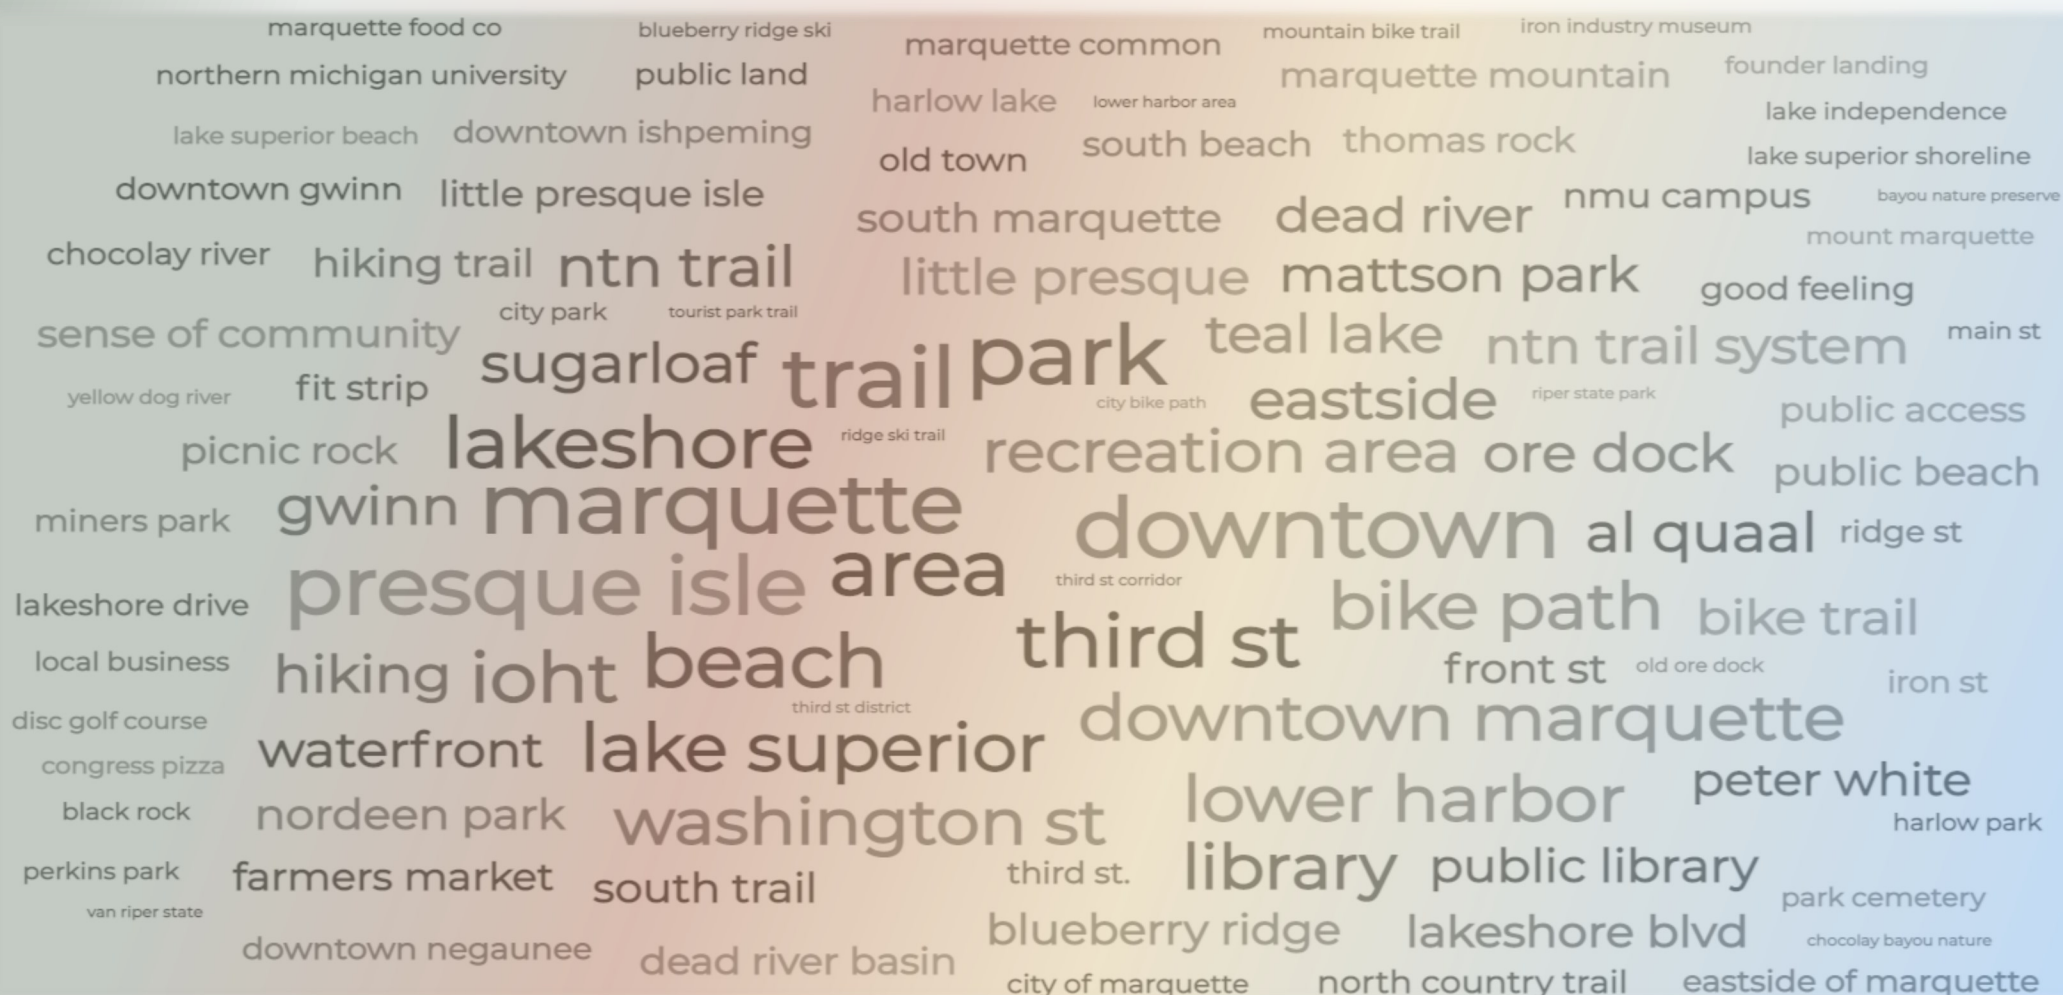 marquette food co
blueberry ridge ski
marquette common
mountain bike trail
iron industry museum
northern michigan university
public land
harlow lake
lower harbor area
marquette mountain
founder landing
lake independence
lake superior beach
downtown ishpeming
old town
south beach
thomas rock
lake superior shoreline
downtown gwinn
little presque isle
south marquette
dead river
nmu campus
bayou nature preserve
mount marquette
chocolay river
hiking trail
ntn trail
little presque
mattson park
good feeling
city park
tourist park trail
sense of community
sugarloaf
trail
park
teal lake
ntn trail system
main st
yellow dog river
fit strip
city bike path
eastside
riper state park
public access
picnic rock
lakeshore
ridge ski trail
recreation area
ore dock
public beach
miners park
gwinn
marquette
downtown
al quaal
ridge st
lakeshore drive
presque isle
area
third st corridor
bike path
bike trail
local business
hiking
ioht
beach
third st
front st
old ore dock
iron st
disc golf course
third st district
downtown marquette
congress pizza
waterfront
lake superior
lower harbor
peter white
black rock
nordeen park
washington st
harlow park
perkins park
farmers market
south trail
third st.
library
public library
park cemetery
van riper state
downtown negaunee
dead river basin
blueberry ridge
lakeshore blvd
chocolay bayou nature
city of marquette
north country trail
eastside of marquette